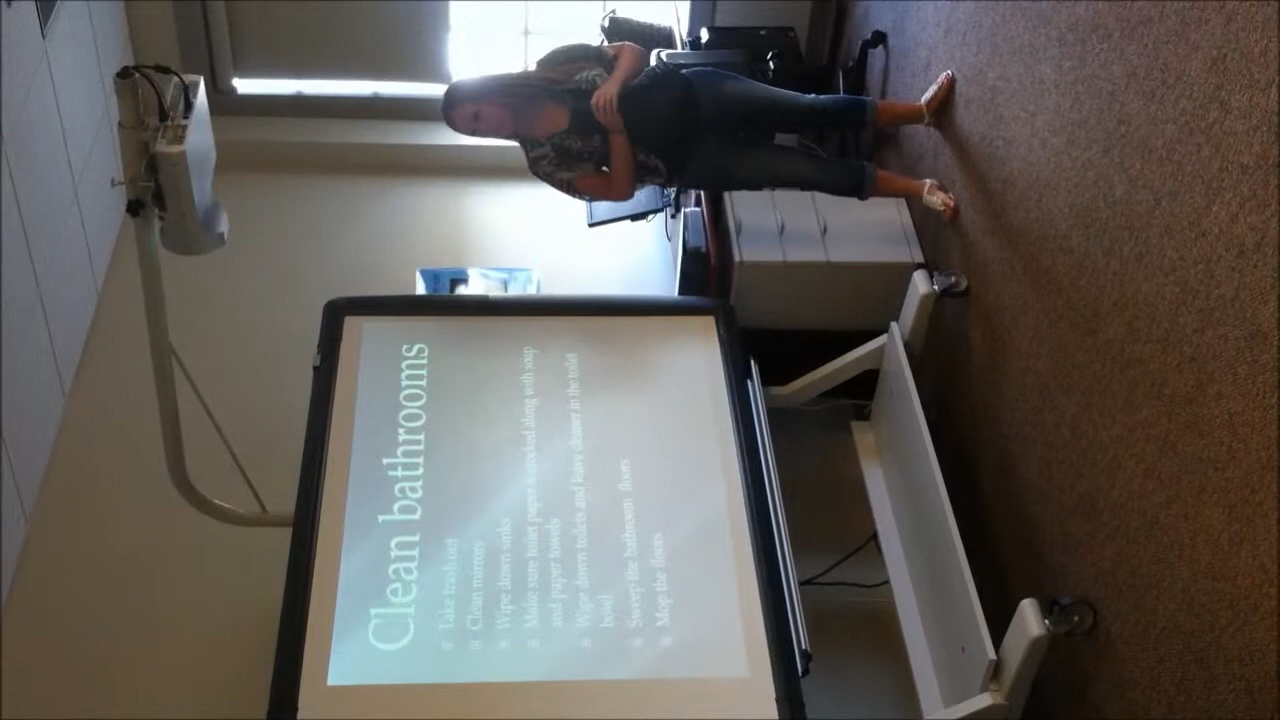 Clean bathrooms
Take trash out
Clean mirrors
Wipe down sinks
Make sure toilet paper is stocked along with soap
and paper towels
Wipe down toilets and leave cleaner in the toilet
bowl
Sweep the bathroom floors
Mop the floors